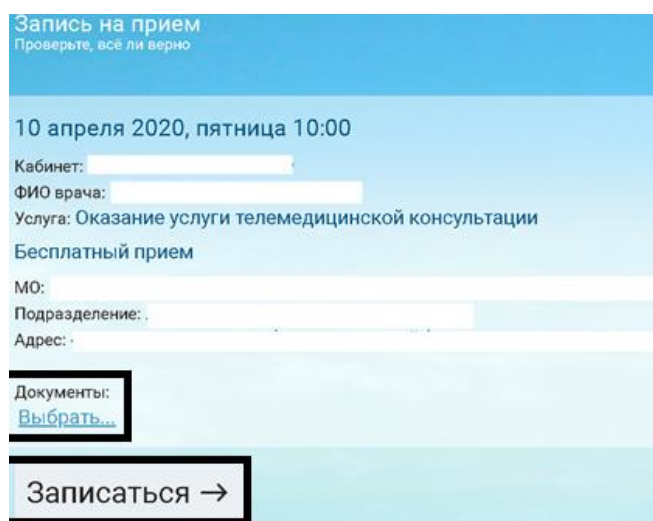 Запись на прием
Проверьте, всё ли верно
10 апреля 2020, пятница 10:00
Кабинет:
ФИО врача:
Услуга: Оказание услуги телемедицинской консультации
Бесплатный прием
МО:
Подразделение:
Адрес:
Документы:
Выбрать...
Записаться →